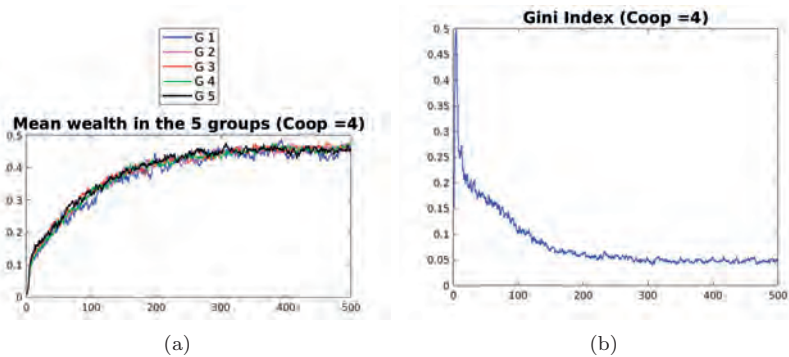 G 1
G 2
G 3
G 4
G 5
Mean wealth in the 5 groups (Coop =4)
0.5
0.4
0.3
0.2
0.1
0
0 100 200 300 400 500
(a)
Gini Index (Coop =4)
0.5
0.45
0.4
0.35
0.3
0.25
0.2
0.15
0.1
0.05
0 100 200 300 400 500
(b)